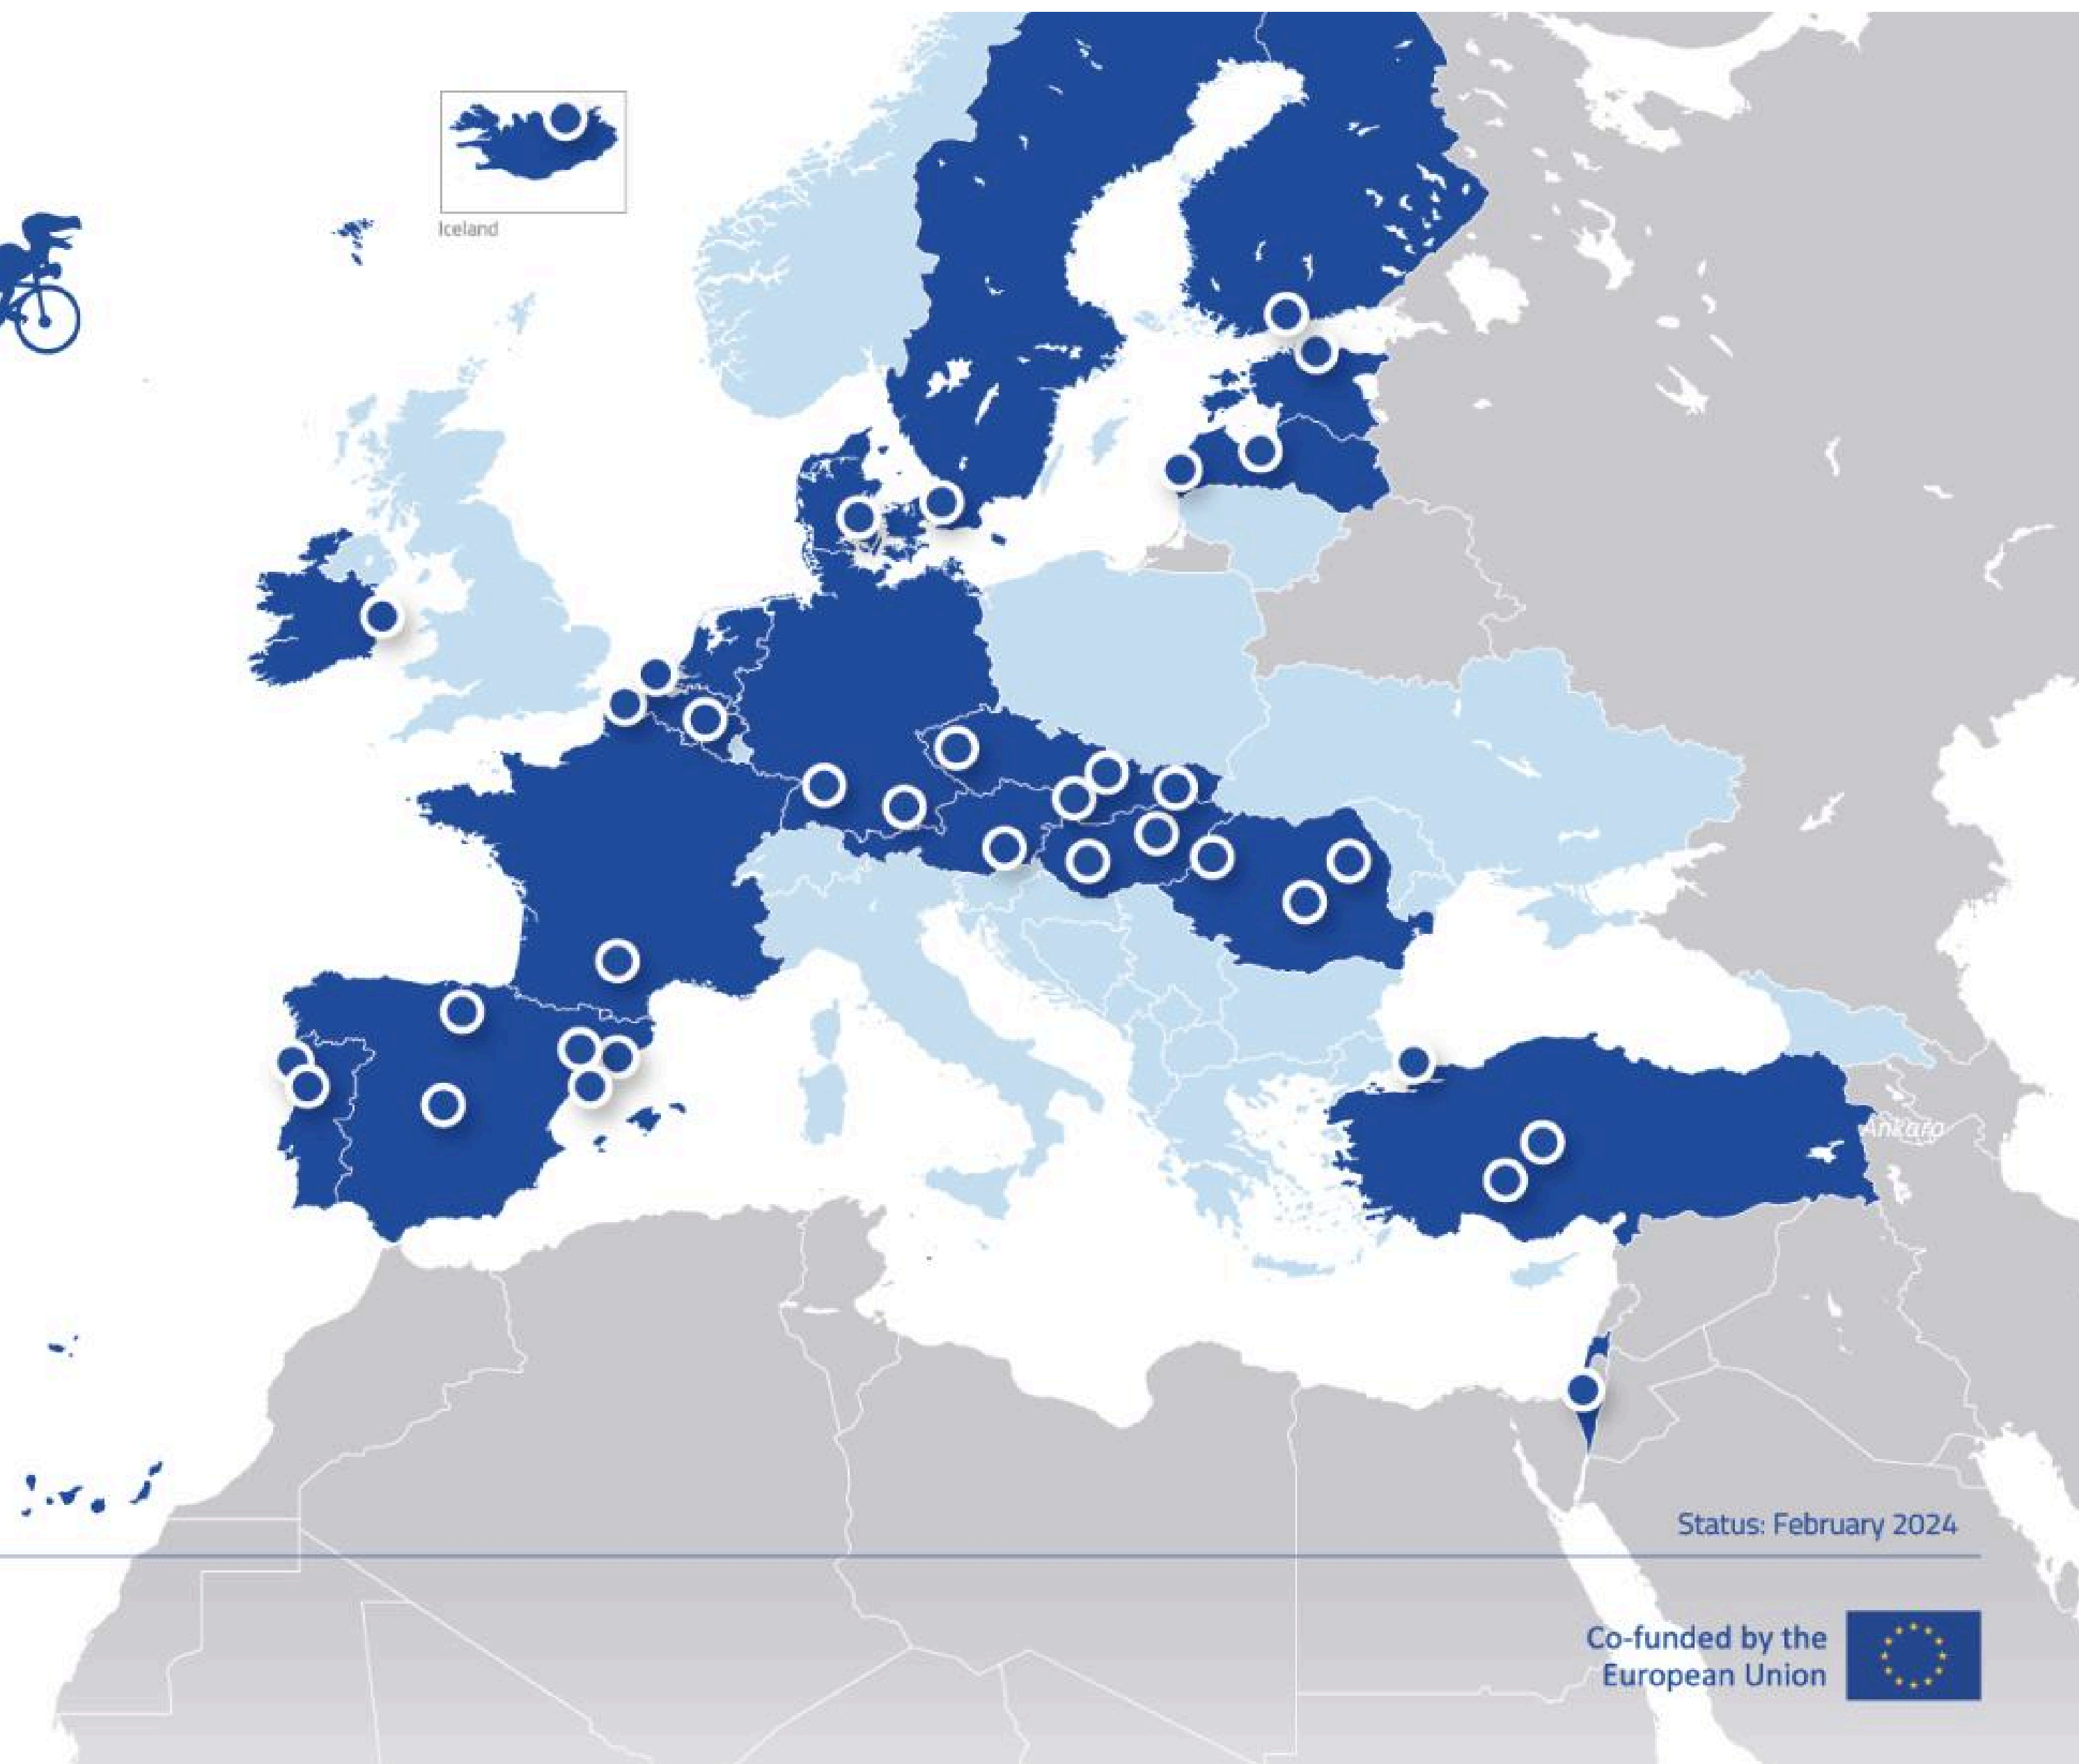 Iceland
Ankara
Status: February 2024
Co-funded by the
European Union